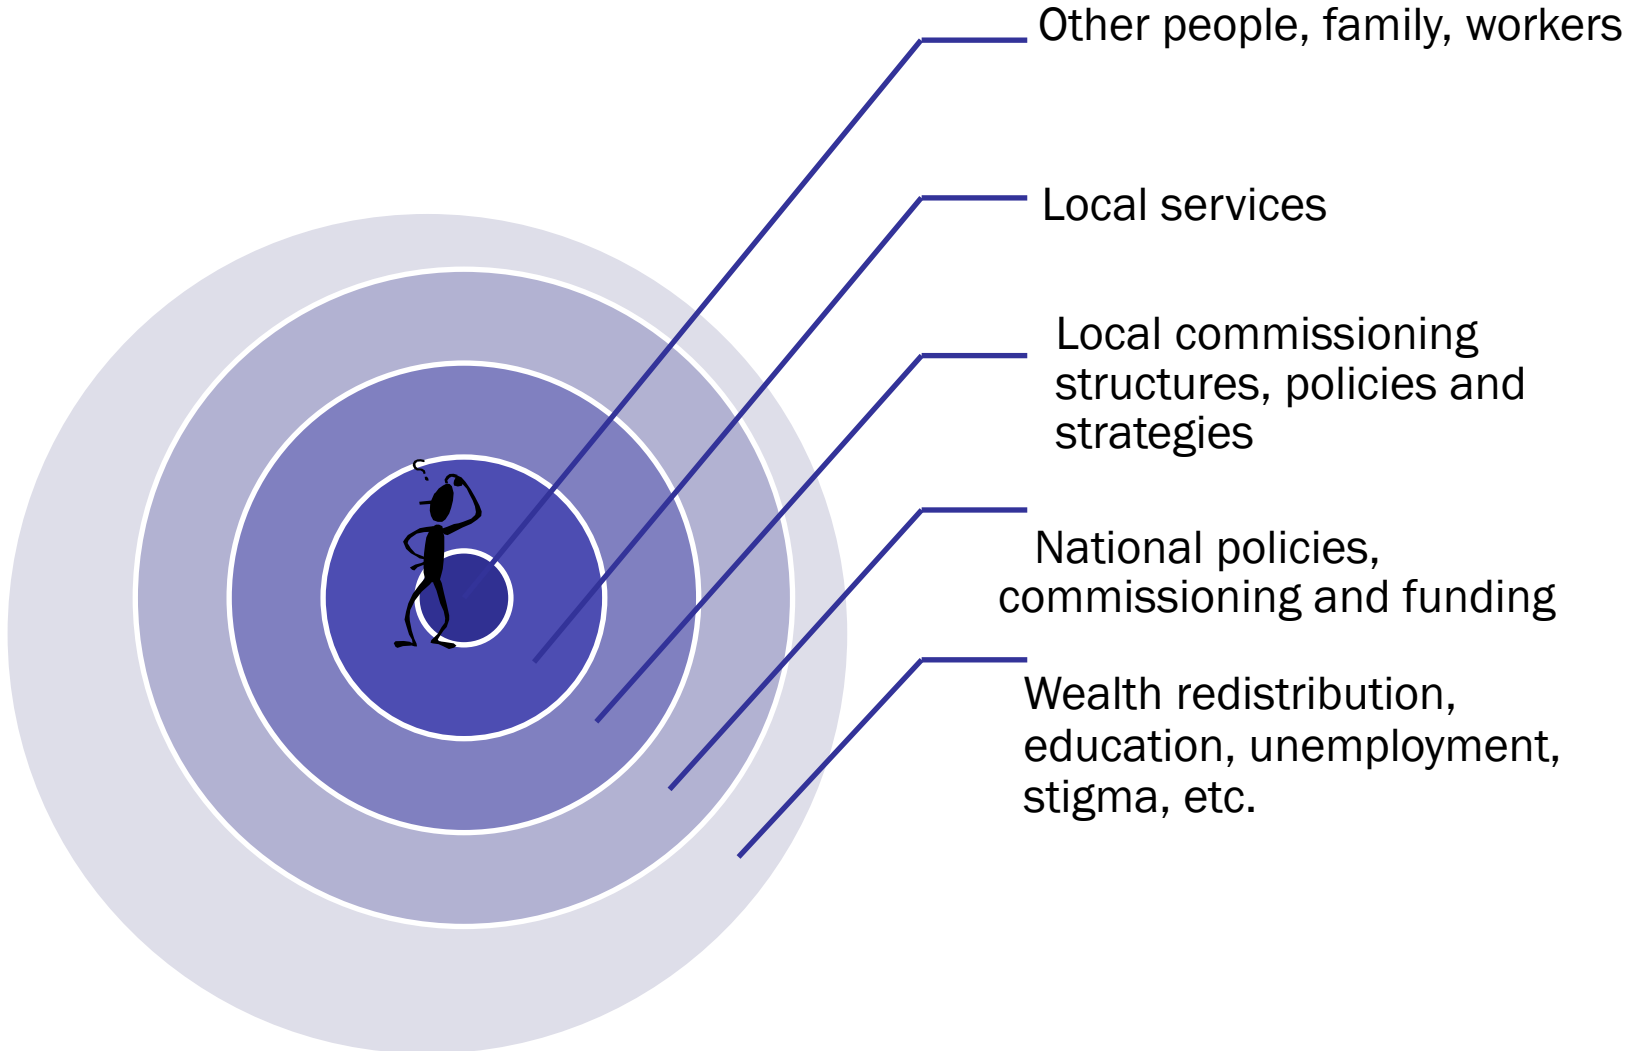 Other people, family, workers
Local services
Local commissioning
structures, policies and
strategies
National policies,
commissioning and funding
Wealth redistribution,
education, unemployment,
stigma, etc.